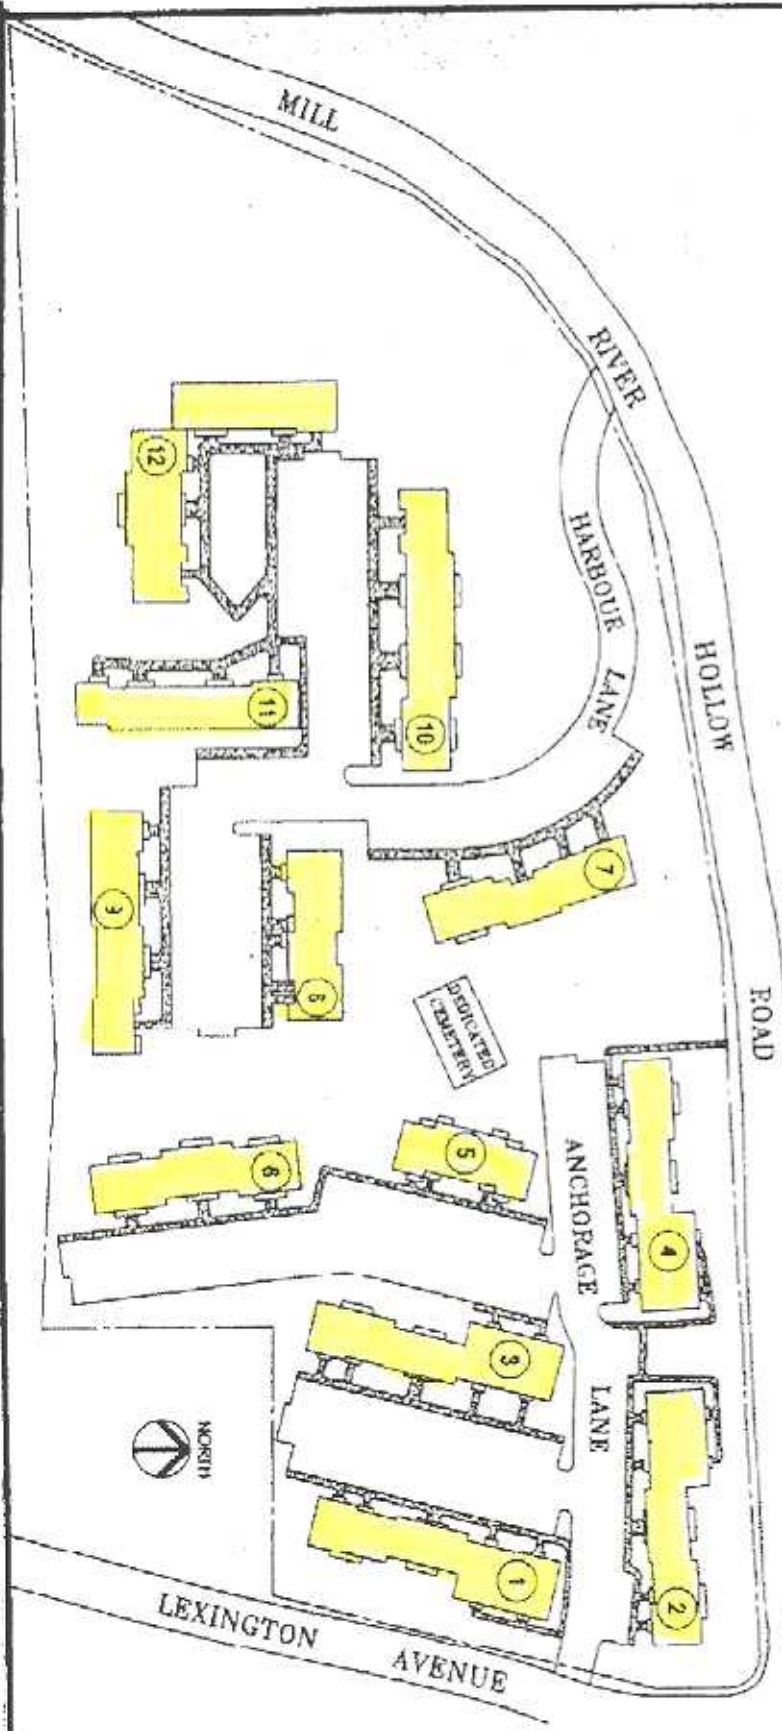 MILL
RIVER
HOLLOW
ROAD
HARBOUR
LANE
12
11
10
9
8
7
DEDICATED
CEMETERY
ANCHORAGE
LANE
6
5
4
3
2
1
NORTH
LEXINGTON
AVENUE